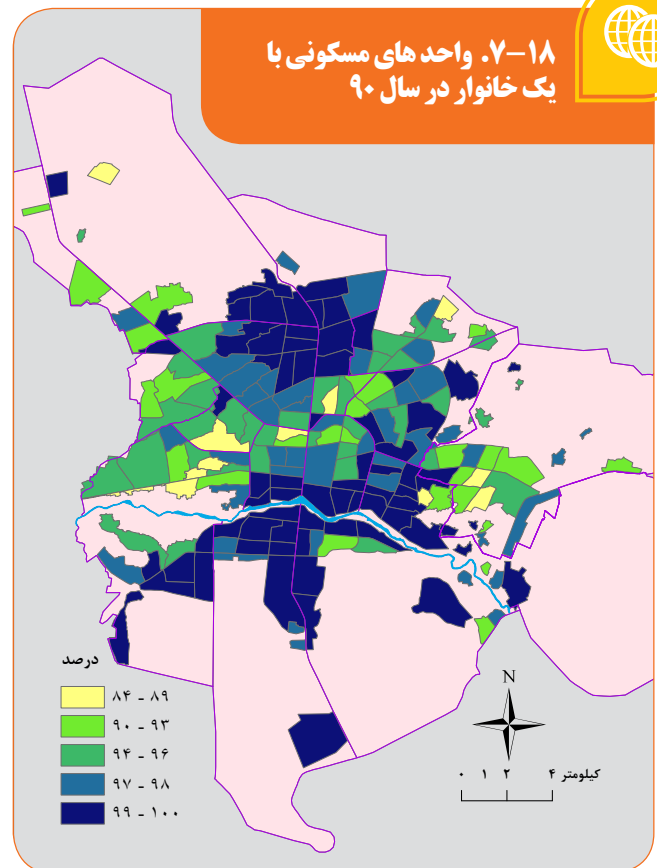 ۷-۱۸. واحد های مسکونی با
یک خانوار در سال ۹۰
درصد
۸۴ - ۸۹
۹۰ - ۹۳
۹۴ - ۹۶
۹۷ - ۹۸
۹۹ - ۱۰۰
N
۰ ۱ ۲ ۴ کیلومتر